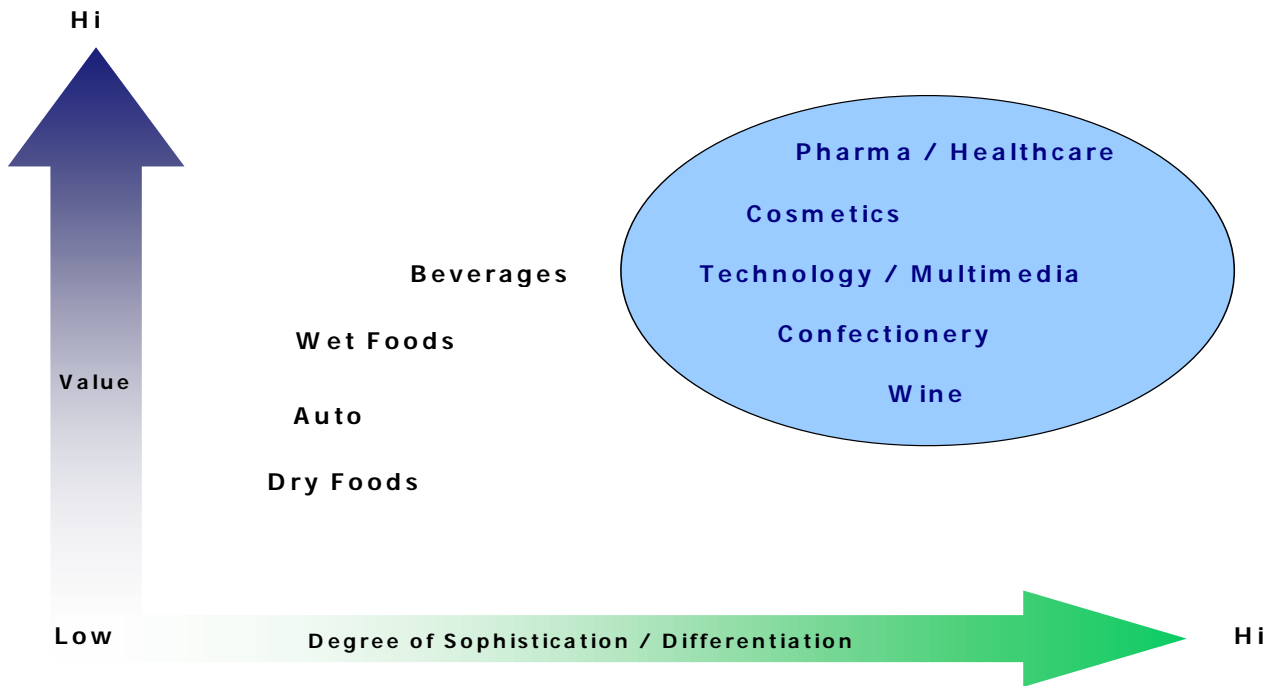 Hi
Pharma / Healthcare
Cosmetics
Beverages
Technology / Multimedia
Wet Foods
Confectionery
Value
Wine
Auto
Dry Foods
Low
Degree of Sophistication / Differentiation
Hi